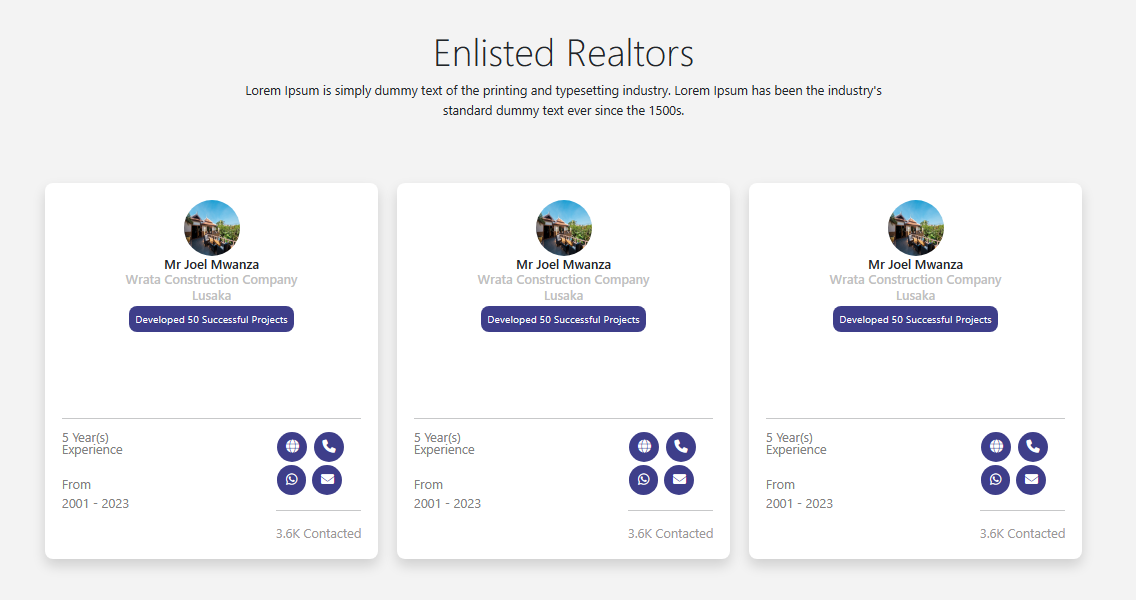 Enlisted Realtors
Lorem Ipsum is simply dummy text of the printing and typesetting industry. Lorem Ipsum has been the industry's
standard dummy text ever since the 1500s.
Mr Joel Mwanza
Wrata Construction Company
Lusaka
Developed 50 Successful Projects
5 Year(s)
Experience
From
2001 - 2023
3.6K Contacted
Mr Joel Mwanza
Wrata Construction Company
Lusaka
Developed 50 Successful Projects
5 Year(s)
Experience
From
2001 - 2023
3.6K Contacted
Mr Joel Mwanza
Wrata Construction Company
Lusaka
Developed 50 Successful Projects
5 Year(s)
Experience
From
2001 - 2023
3.6K Contacted